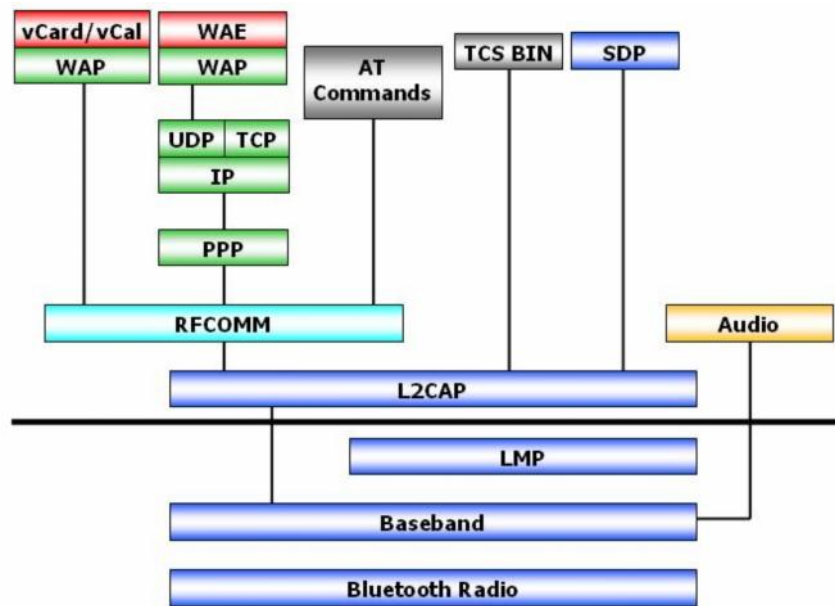 vCard/vCal
WAP
WAE
WAP
AT
Commands
TCS BIN
SDP
UDP TCP
IP
PPP
RFCOMM
Audio
L2CAP
LMP
Baseband
Bluetooth Radio